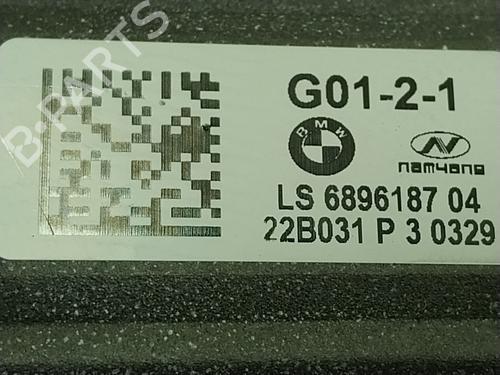 B-PARTS
G01-2-1
BMW
NAMYANG
LS 6896187 04
22B031 P 3 0329